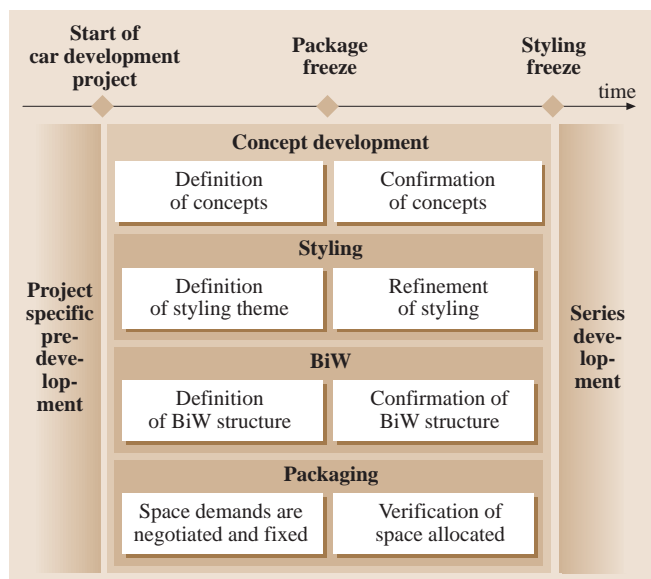 Start of
car development
project
Package
freeze
Styling
freeze
time
Concept development
Definition
of concepts
Confirmation
of concepts
Styling
Definition
of styling theme
Refinement
of styling
Project
specific
pre-
deve-
lop-
ment
Series
deve-
lop-
ment
BiW
Definition
of BiW structure
Confirmation of
BiW structure
Packaging
Space demands are
negotiated and fixed
Verification of
space allocated